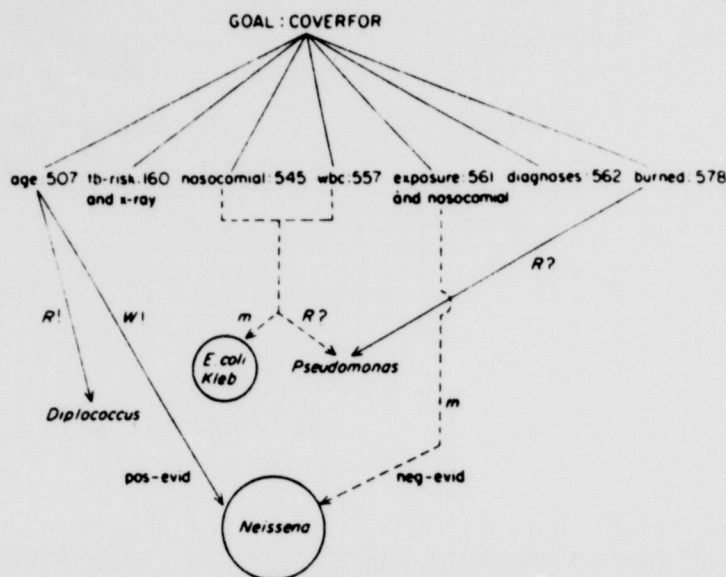 GOAL : COVERFOR
age: 507 tb-risk: 160 nosocomial: 545 wbc: 557 exposure: 561 diagnoses: 562 burned: 578
and x-ray and nosocomial
R?
R! W! m R?
E. coli
Kleb Pseudomonas
m
Diplococcus
pos-evid neg-evid
Neissena